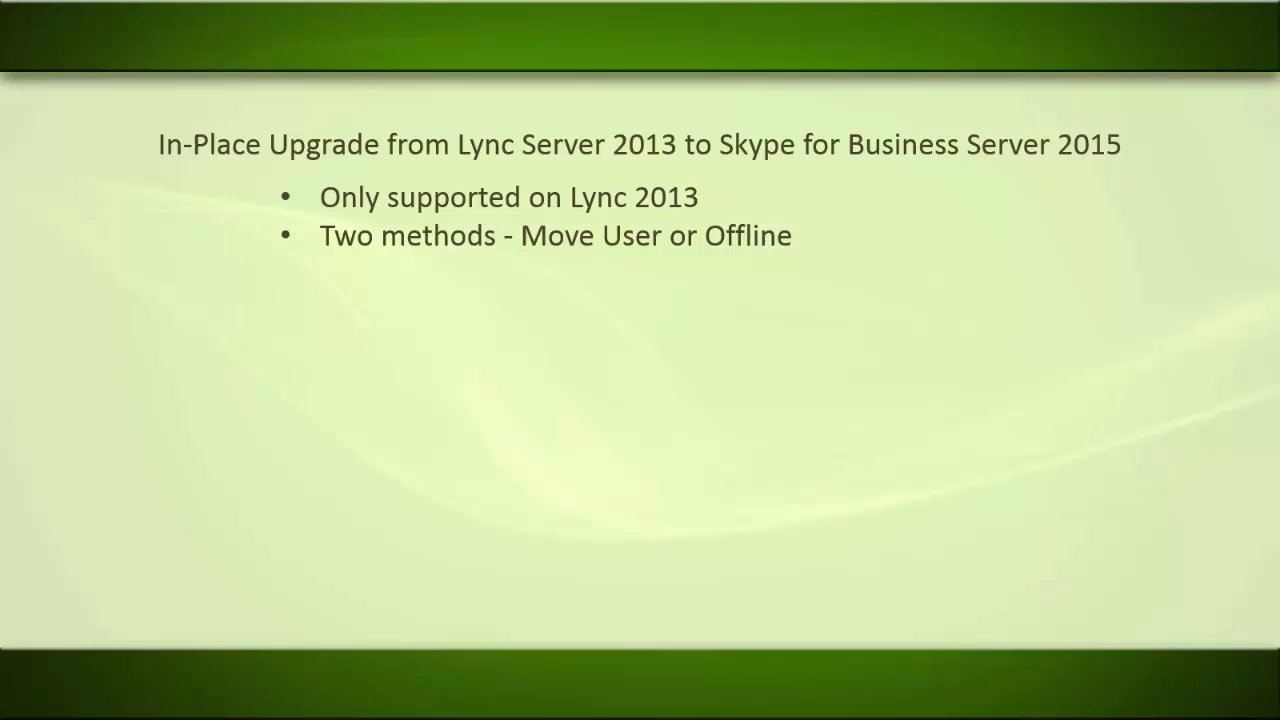 In-Place Upgrade from Lync Server 2013 to Skype for Business Server 2015
• Only supported on Lync 2013
• Two methods - Move User or Offline